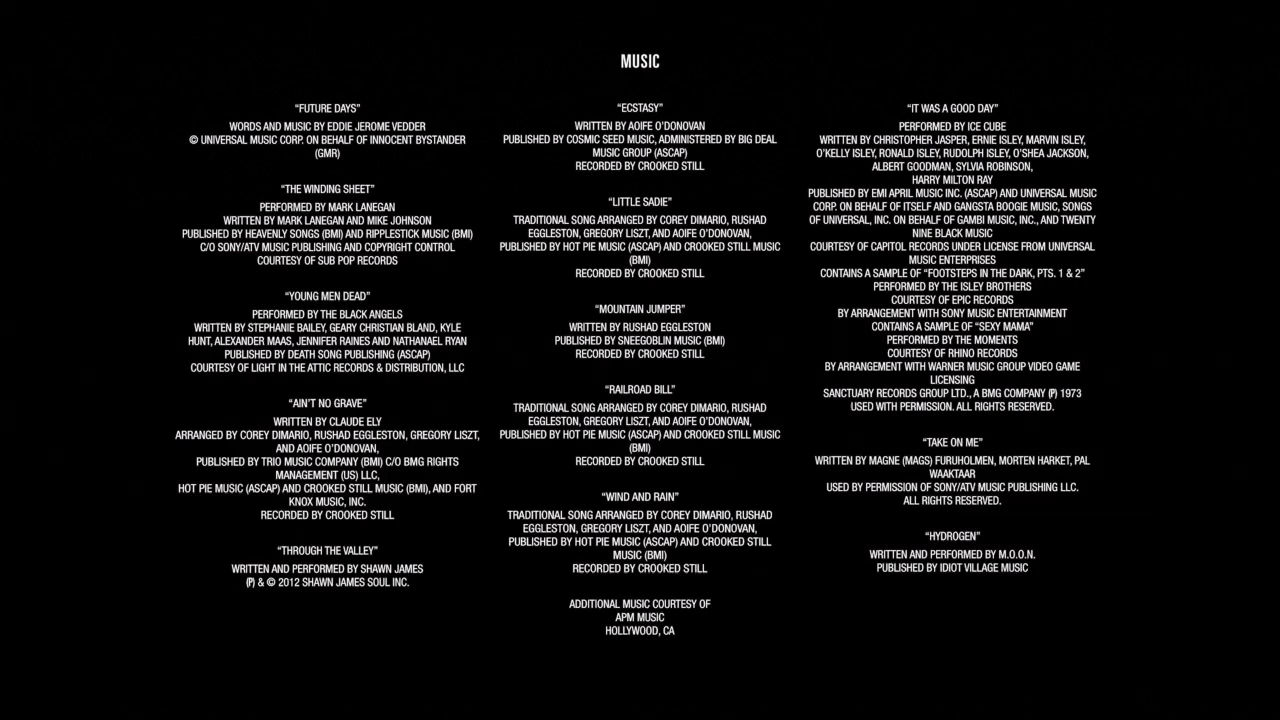 MUSIC
“FUTURE DAYS”
WORDS AND MUSIC BY EDDIE JEROME VEDDER
© UNIVERSAL MUSIC CORP. ON BEHALF OF INNOCENT BYSTANDER
(GMR)
“THE WINDING SHEET”
PERFORMED BY MARK LANEGAN
WRITTEN BY MARK LANEGAN AND MIKE JOHNSON
PUBLISHED BY HEAVENLY SONGS (BMI) AND RIPPLESTICK MUSIC (BMI)
C/O SONY/ATV MUSIC PUBLISHING AND COPYRIGHT CONTROL
COURTESY OF SUB POP RECORDS
“YOUNG MEN DEAD”
PERFORMED BY THE BLACK ANGELS
WRITTEN BY STEPHANIE BAILEY, GEARY CHRISTIAN BLAND, KYLE
HUNT, ALEXANDER MAAS, JENNIFER RAINES AND NATHANAEL RYAN
PUBLISHED BY DEATH SONG PUBLISHING (ASCAP)
COURTESY OF LIGHT IN THE ATTIC RECORDS & DISTRIBUTION, LLC
“AIN’T NO GRAVE”
WRITTEN BY CLAUDE ELY
ARRANGED BY COREY DIMARIO, RUSHAD EGGLESTON, GREGORY LISZT,
AND AOIFE O’DONOVAN,
PUBLISHED BY TRIO MUSIC COMPANY (BMI) C/O BMG RIGHTS
MANAGEMENT (US) LLC,
HOT PIE MUSIC (ASCAP) AND CROOKED STILL MUSIC (BMI), AND FORT
KNOX MUSIC, INC.
RECORDED BY CROOKED STILL
“THROUGH THE VALLEY”
WRITTEN AND PERFORMED BY SHAWN JAMES
(P) & © 2012 SHAWN JAMES SOUL INC.
“ECSTASY”
WRITTEN BY AOIFE O’DONOVAN
PUBLISHED BY COSMIC SEED MUSIC, ADMINISTERED BY BIG DEAL
MUSIC GROUP (ASCAP)
RECORDED BY CROOKED STILL
“LITTLE SADIE”
TRADITIONAL SONG ARRANGED BY COREY DIMARIO, RUSHAD
EGGLESTON, GREGORY LISZT, AND AOIFE O’DONOVAN,
PUBLISHED BY HOT PIE MUSIC (ASCAP) AND CROOKED STILL MUSIC
(BMI)
RECORDED BY CROOKED STILL
“MOUNTAIN JUMPER”
WRITTEN BY RUSHAD EGGLESTON
PUBLISHED BY SNEEGOBLIN MUSIC (BMI)
RECORDED BY CROOKED STILL
“RAILROAD BILL”
TRADITIONAL SONG ARRANGED BY COREY DIMARIO, RUSHAD
EGGLESTON, GREGORY LISZT, AND AOIFE O’DONOVAN,
PUBLISHED BY HOT PIE MUSIC (ASCAP) AND CROOKED STILL MUSIC
(BMI)
RECORDED BY CROOKED STILL
“WIND AND RAIN”
TRADITIONAL SONG ARRANGED BY COREY DIMARIO, RUSHAD
EGGLESTON, GREGORY LISZT, AND AOIFE O’DONOVAN,
PUBLISHED BY HOT PIE MUSIC (ASCAP) AND CROOKED STILL
MUSIC (BMI)
RECORDED BY CROOKED STILL
ADDITIONAL MUSIC COURTESY OF
APM MUSIC
HOLLYWOOD, CA
“IT WAS A GOOD DAY”
PERFORMED BY ICE CUBE
WRITTEN BY CHRISTOPHER JASPER, ERNIE ISLEY, MARVIN ISLEY,
O’KELLY ISLEY, RONALD ISLEY, RUDOLPH ISLEY, O’SHEA JACKSON,
ALBERT GOODMAN, SYLVIA ROBINSON,
HARRY MILTON RAY
PUBLISHED BY EMI APRIL MUSIC INC. (ASCAP) AND UNIVERSAL MUSIC
CORP. ON BEHALF OF ITSELF AND GANGSTA BOOGIE MUSIC, SONGS
OF UNIVERSAL, INC. ON BEHALF OF GAMBI MUSIC, INC., AND TWENTY
NINE BLACK MUSIC
COURTESY OF CAPITOL RECORDS UNDER LICENSE FROM UNIVERSAL
MUSIC ENTERPRISES
CONTAINS A SAMPLE OF “FOOTSTEPS IN THE DARK, PTS. 1 & 2”
PERFORMED BY THE ISLEY BROTHERS
COURTESY OF EPIC RECORDS
BY ARRANGEMENT WITH SONY MUSIC ENTERTAINMENT
CONTAINS A SAMPLE OF “SEXY MAMA”
PERFORMED BY THE MOMENTS
COURTESY OF RHINO RECORDS
BY ARRANGEMENT WITH WARNER MUSIC GROUP VIDEO GAME
LICENSING
SANCTUARY RECORDS GROUP LTD., A BMG COMPANY (P) 1973
USED WITH PERMISSION. ALL RIGHTS RESERVED.
“TAKE ON ME”
WRITTEN BY MAGNE (MAGS) FURUHOLMEN, MORTEN HARKET, PAL
WAAKTAAR
USED BY PERMISSION OF SONY/ATV MUSIC PUBLISHING LLC.
ALL RIGHTS RESERVED.
“HYDROGEN”
WRITTEN AND PERFORMED BY M.O.O.N.
PUBLISHED BY IDIOT VILLAGE MUSIC